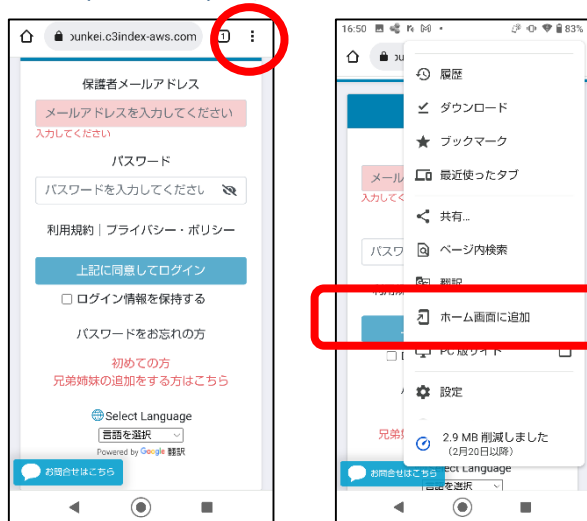 ounkei.c3index-aws.com
1
保護者メールアドレス
メールアドレスを入力してください
入力してください
パスワード
パスワードを入力してください
利用規約｜プライバシー・ポリシー
上記に同意してログイン
ログイン情報を保持する
パスワードをお忘れの方
初めての方
兄弟姉妹の追加をする方はこちら
Select Language
言語を選択
Powered by Google 翻訳
お問合せはこちら
16:50
83%
履歴
ダウンロード
ブックマーク
最近使ったタブ
メール
入力してく
共有...
パスワ
ページ内検索
翻訳
ホーム画面に追加
PC 版サイト
設定
兄弟
2.9 MB 削減しました
（2月20日以降）
お問合せはこちら
ect Language
言語を選択